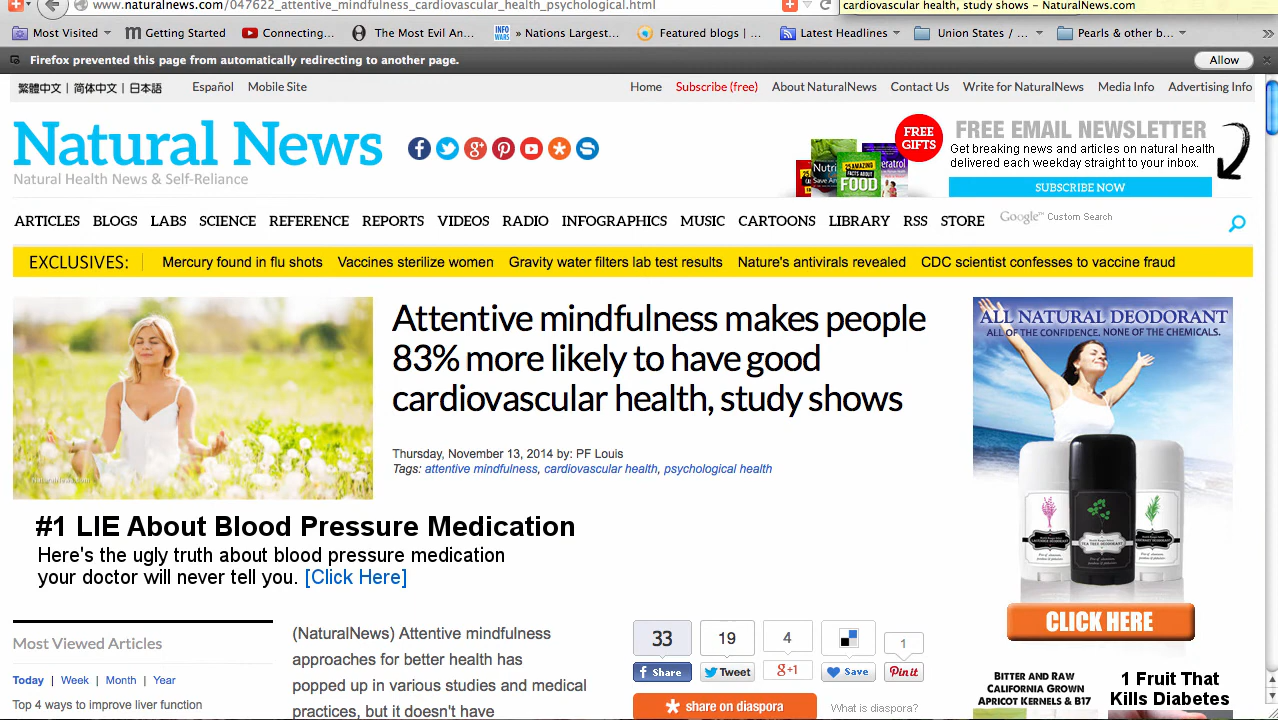 www.naturalnews.com/047622_attentive_mindfulness_cardiovascular_health_psychological.html
cardiovascular health, study shows – NaturalNews.com
Most Visited
Getting Started
Connecting...
The Most Evil An...
INFO WARS
» Nations Largest...
Featured blogs | ...
Latest Headlines
Union States / ...
Pearls & other b...
Firefox prevented this page from automatically redirecting to another page.
Allow
繁體中文 | 简体中文 | 日本語
Español
Mobile Site
Home
Subscribe (free)
About NaturalNews
Contact Us
Write for NaturalNews
Media Info
Advertising Info
Natural News
Natural Health News & Self-Reliance
25 AMAZING FACTS ABOUT FOOD
FREE GIFTS
FREE EMAIL NEWSLETTER
Get breaking news and articles on natural health
delivered each weekday straight to your inbox.
SUBSCRIBE NOW
ARTICLES BLOGS LABS SCIENCE REFERENCE REPORTS VIDEOS RADIO INFOGRAPHICS MUSIC CARTOONS LIBRARY RSS STORE
Google™ Custom Search
EXCLUSIVES: Mercury found in flu shots Vaccines sterilize women Gravity water filters lab test results Nature's antivirals revealed CDC scientist confesses to vaccine fraud
Attentive mindfulness makes people
83% more likely to have good
cardiovascular health, study shows
Thursday, November 13, 2014 by: PF Louis
Tags: attentive mindfulness, cardiovascular health, psychological health
NaturalNews.com
#1 LIE About Blood Pressure Medication
Here's the ugly truth about blood pressure medication
your doctor will never tell you. [Click Here]
ALL NATURAL DEODORANT
ALL OF THE CONFIDENCE. NONE OF THE CHEMICALS.
CLICK HERE
BITTER AND RAW
CALIFORNIA GROWN
APRICOT KERNELS & B17
1 Fruit That
Kills Diabetes
Most Viewed Articles
Today | Week | Month | Year
Top 4 ways to improve liver function
(NaturalNews) Attentive mindfulness
approaches for better health has
popped up in various studies and medical
practices, but it doesn't have
33
Share
19
Tweet
4
+1
Save
1
Pin it
share on diaspora
What is diaspora?